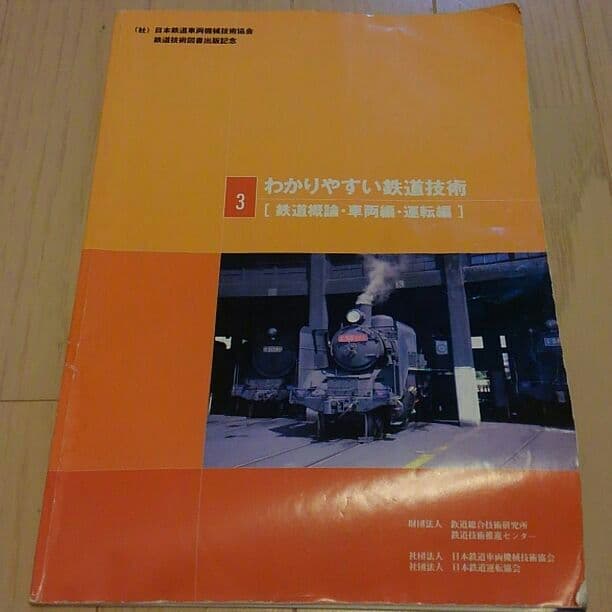 （社）日本鉄道車両機械技術協会
鉄道技術図書出版記念
3
わかりやすい鉄道技術
[ 鉄道概論・車両編・運転編 ]
財団法人 鉄道総合技術研究所
鉄道技術推進センター
社団法人 日本鉄道車両機械技術協会
社団法人 日本鉄道運転協会